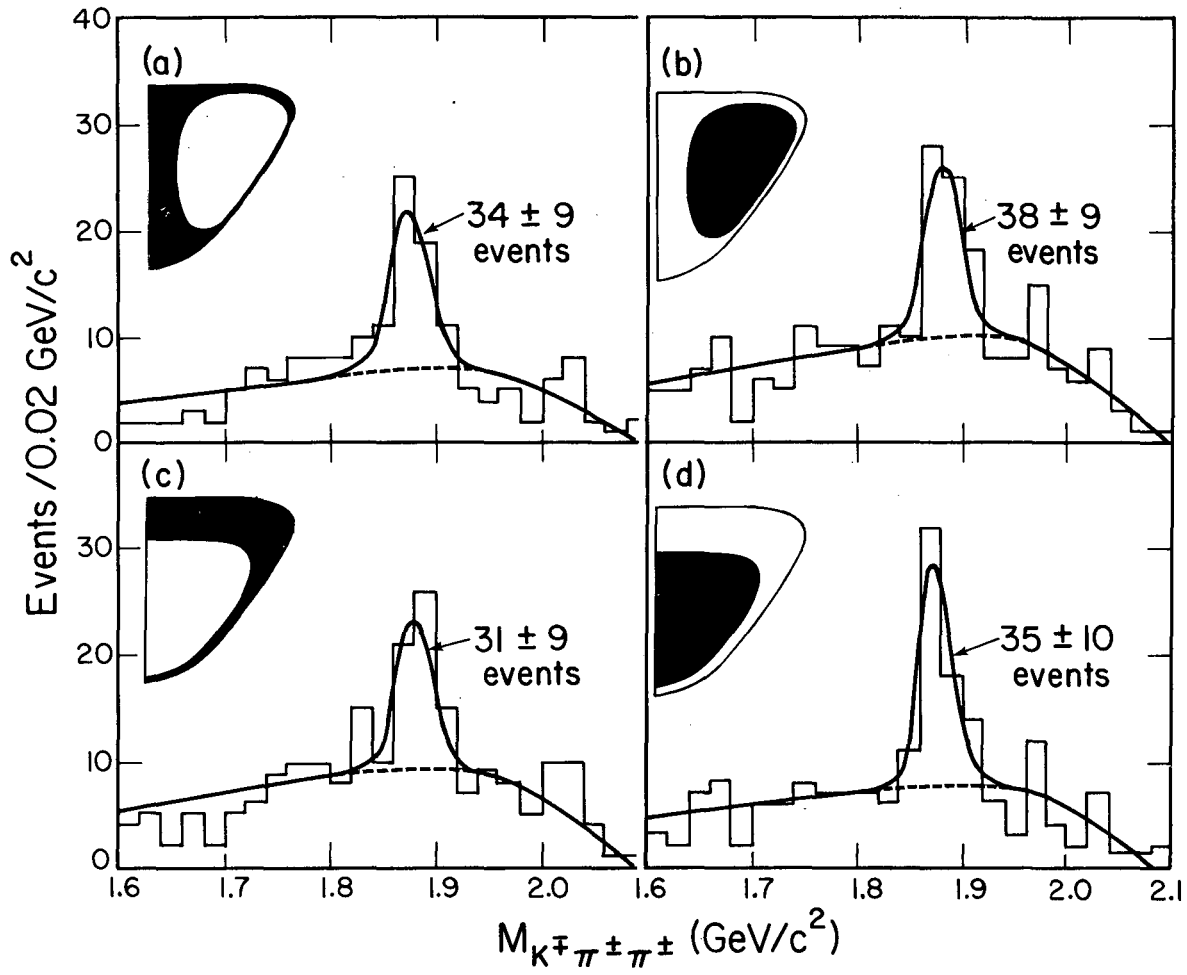 40
30
20
10
0
Events /0.02 GeV/c²
(a)
34 ± 9
events
(b)
38 ± 9
events
30
20
10
0
(c)
31 ± 9
events
(d)
35 ± 10
events
1.6 1.7 1.8 1.9 2.0 1.6 1.7 1.8 1.9 2.0 2.1
M_K∓π±π± (GeV/c²)